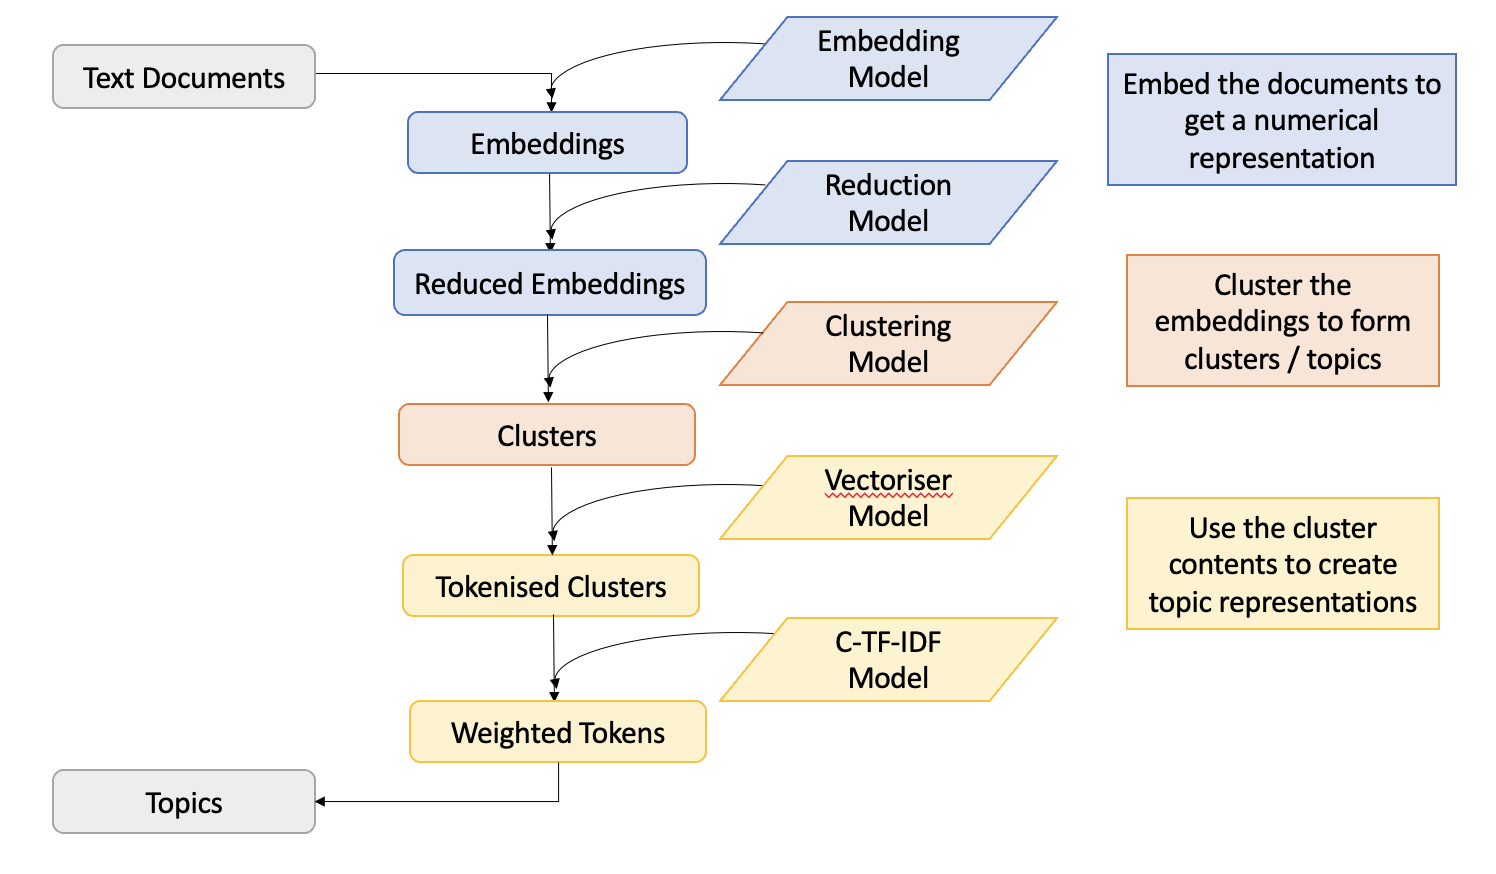 Text Documents
Embedding
Model
Embed the documents to
get a numerical
representation
Embeddings
Reduction
Model
Reduced Embeddings
Cluster the
embeddings to form
clusters / topics
Clustering
Model
Clusters
Vectoriser
Model
Use the cluster
contents to create
topic representations
Tokenised Clusters
C-TF-IDF
Model
Weighted Tokens
Topics